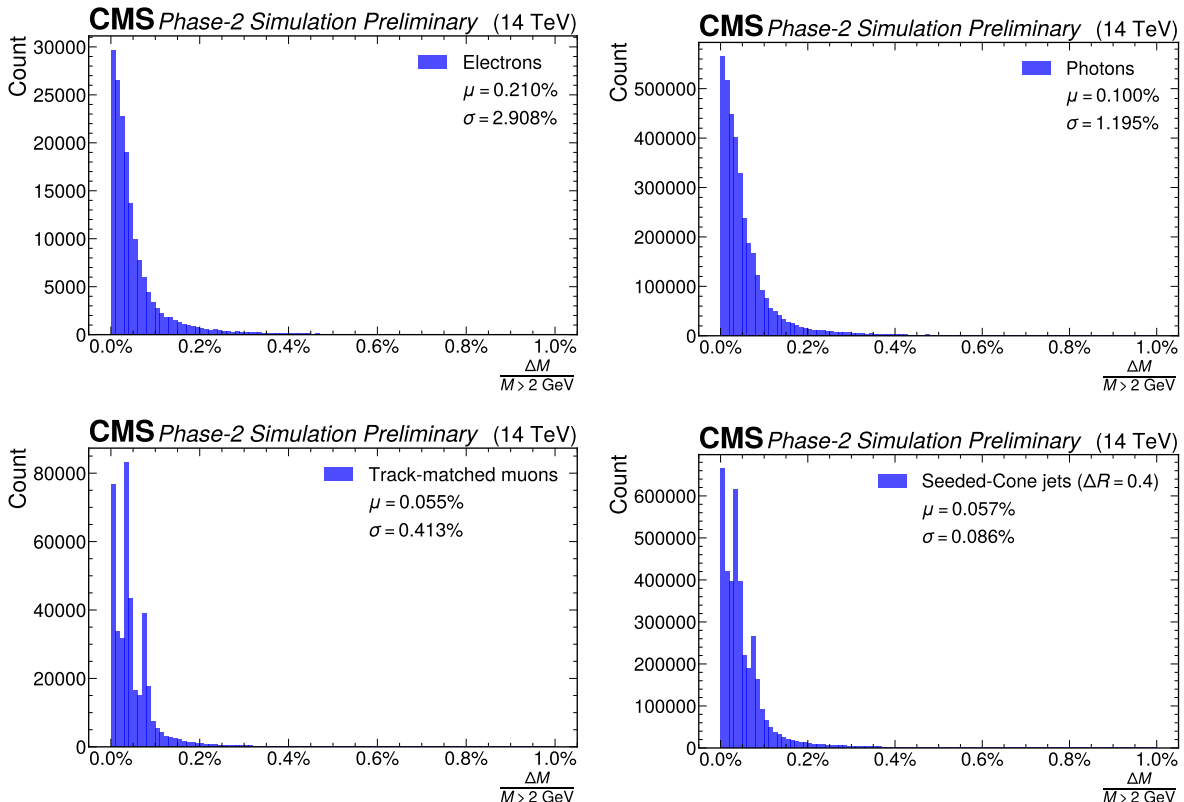 CMS Phase-2 Simulation Preliminary (14 TeV)
Count
30000
25000
20000
15000
10000
5000
0
Electrons
μ = 0.210%
σ = 2.908%
0.0% 0.2% 0.4% 0.6% 0.8% 1.0%
ΔM
M > 2 GeV
CMS Phase-2 Simulation Preliminary (14 TeV)
Count
500000
400000
300000
200000
100000
0
Photons
μ = 0.100%
σ = 1.195%
0.0% 0.2% 0.4% 0.6% 0.8% 1.0%
ΔM
M > 2 GeV
CMS Phase-2 Simulation Preliminary (14 TeV)
Count
80000
60000
40000
20000
0
Track-matched muons
μ = 0.055%
σ = 0.413%
0.0% 0.2% 0.4% 0.6% 0.8% 1.0%
ΔM
M > 2 GeV
CMS Phase-2 Simulation Preliminary (14 TeV)
Count
600000
500000
400000
300000
200000
100000
0
Seeded-Cone jets (ΔR = 0.4)
μ = 0.057%
σ = 0.086%
0.0% 0.2% 0.4% 0.6% 0.8% 1.0%
ΔM
M > 2 GeV